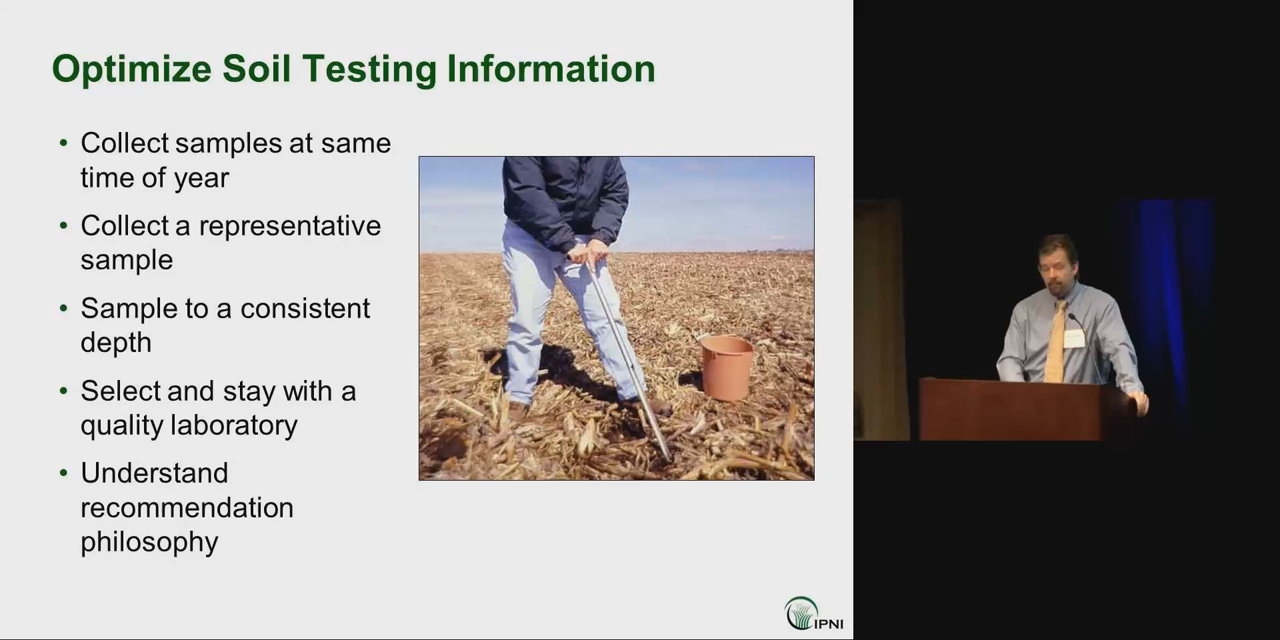 Optimize Soil Testing Information
• Collect samples at same
time of year
• Collect a representative
sample
• Sample to a consistent
depth
• Select and stay with a
quality laboratory
• Understand
recommendation
philosophy
IPNI